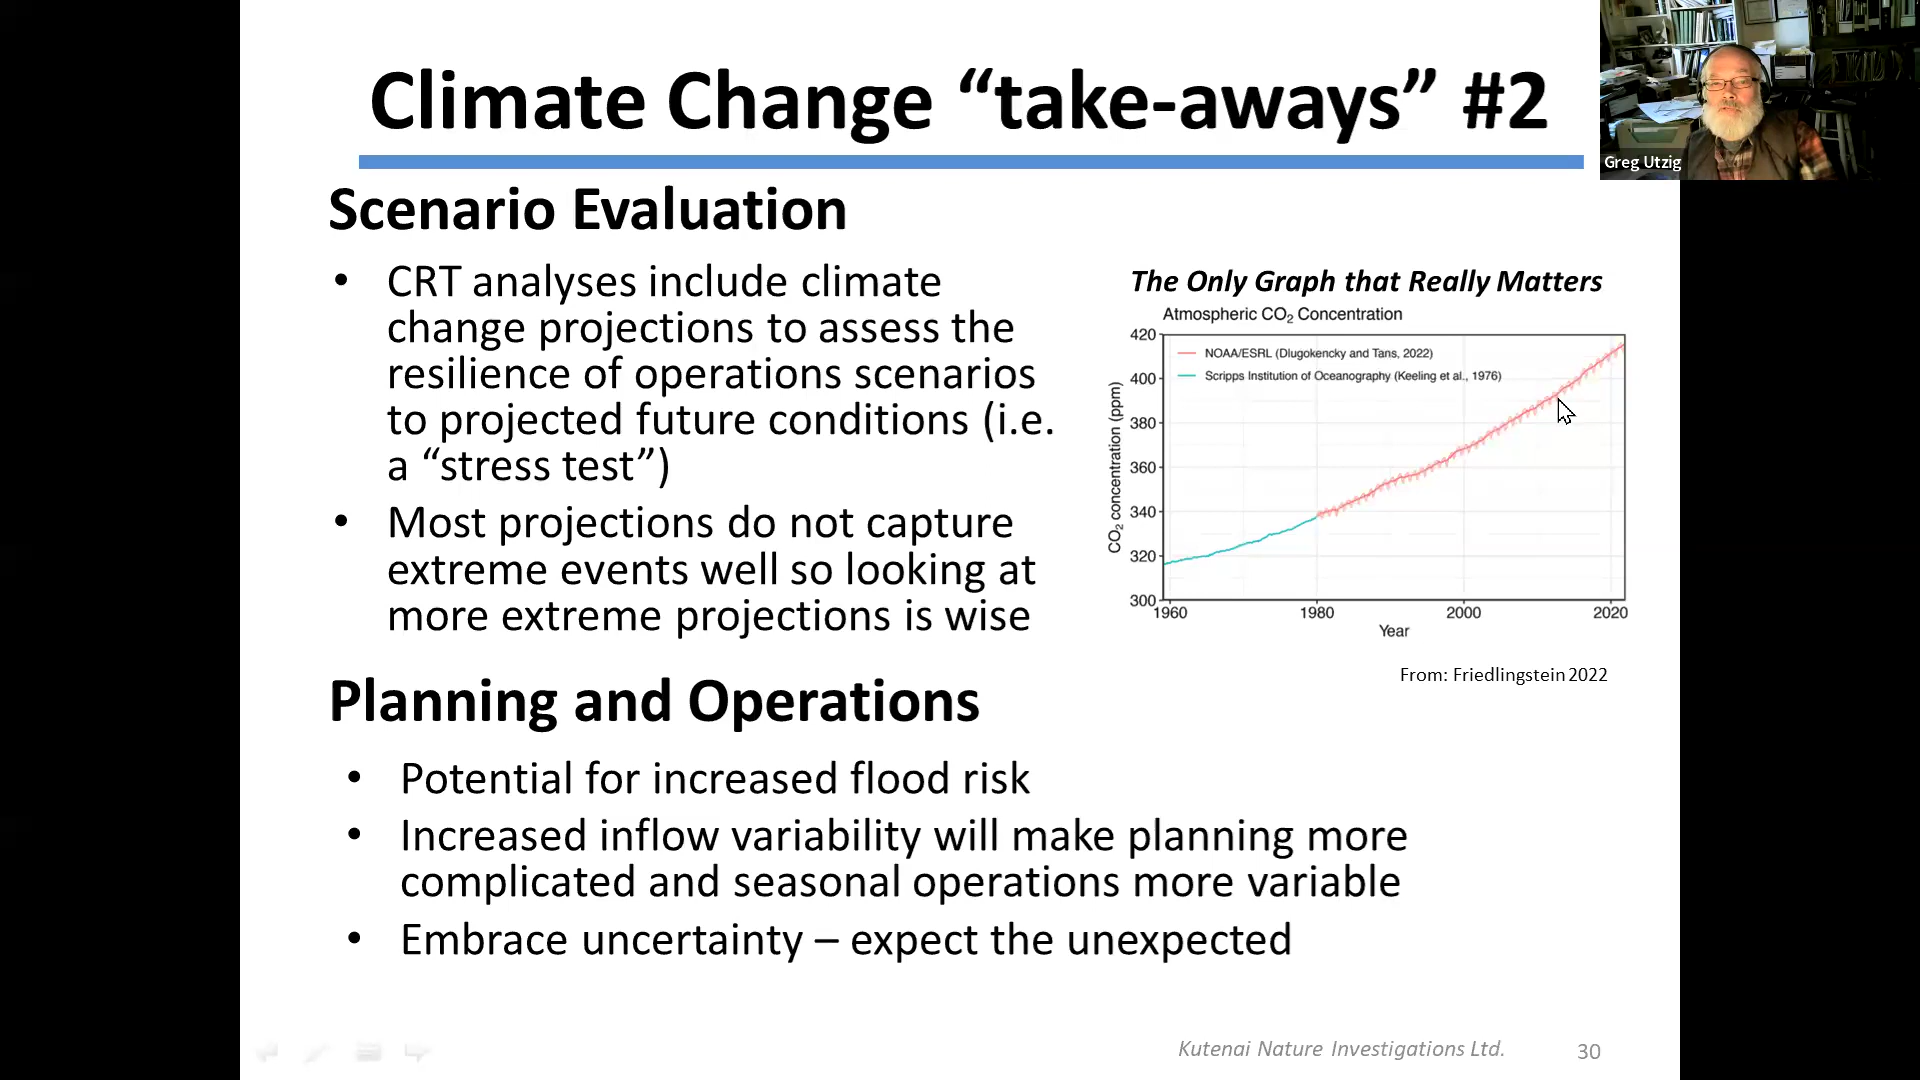 Climate Change “take-aways” #2
Greg Utzig
Scenario Evaluation
• CRT analyses include climate
change projections to assess the
resilience of operations scenarios
to projected future conditions (i.e.
a “stress test”)
• Most projections do not capture
extreme events well so looking at
more extreme projections is wise
The Only Graph that Really Matters
Atmospheric CO₂ Concentration
NOAA/ESRL (Dlugokencky and Tans, 2022)
Scripps Institution of Oceanography (Keeling et al., 1976)
CO₂ concentration (ppm)
420
400
380
360
340
320
300
1960 1980 2000 2020
Year
From: Friedlingstein 2022
Planning and Operations
• Potential for increased flood risk
• Increased inflow variability will make planning more
complicated and seasonal operations more variable
• Embrace uncertainty – expect the unexpected
Kutenai Nature Investigations Ltd. 30